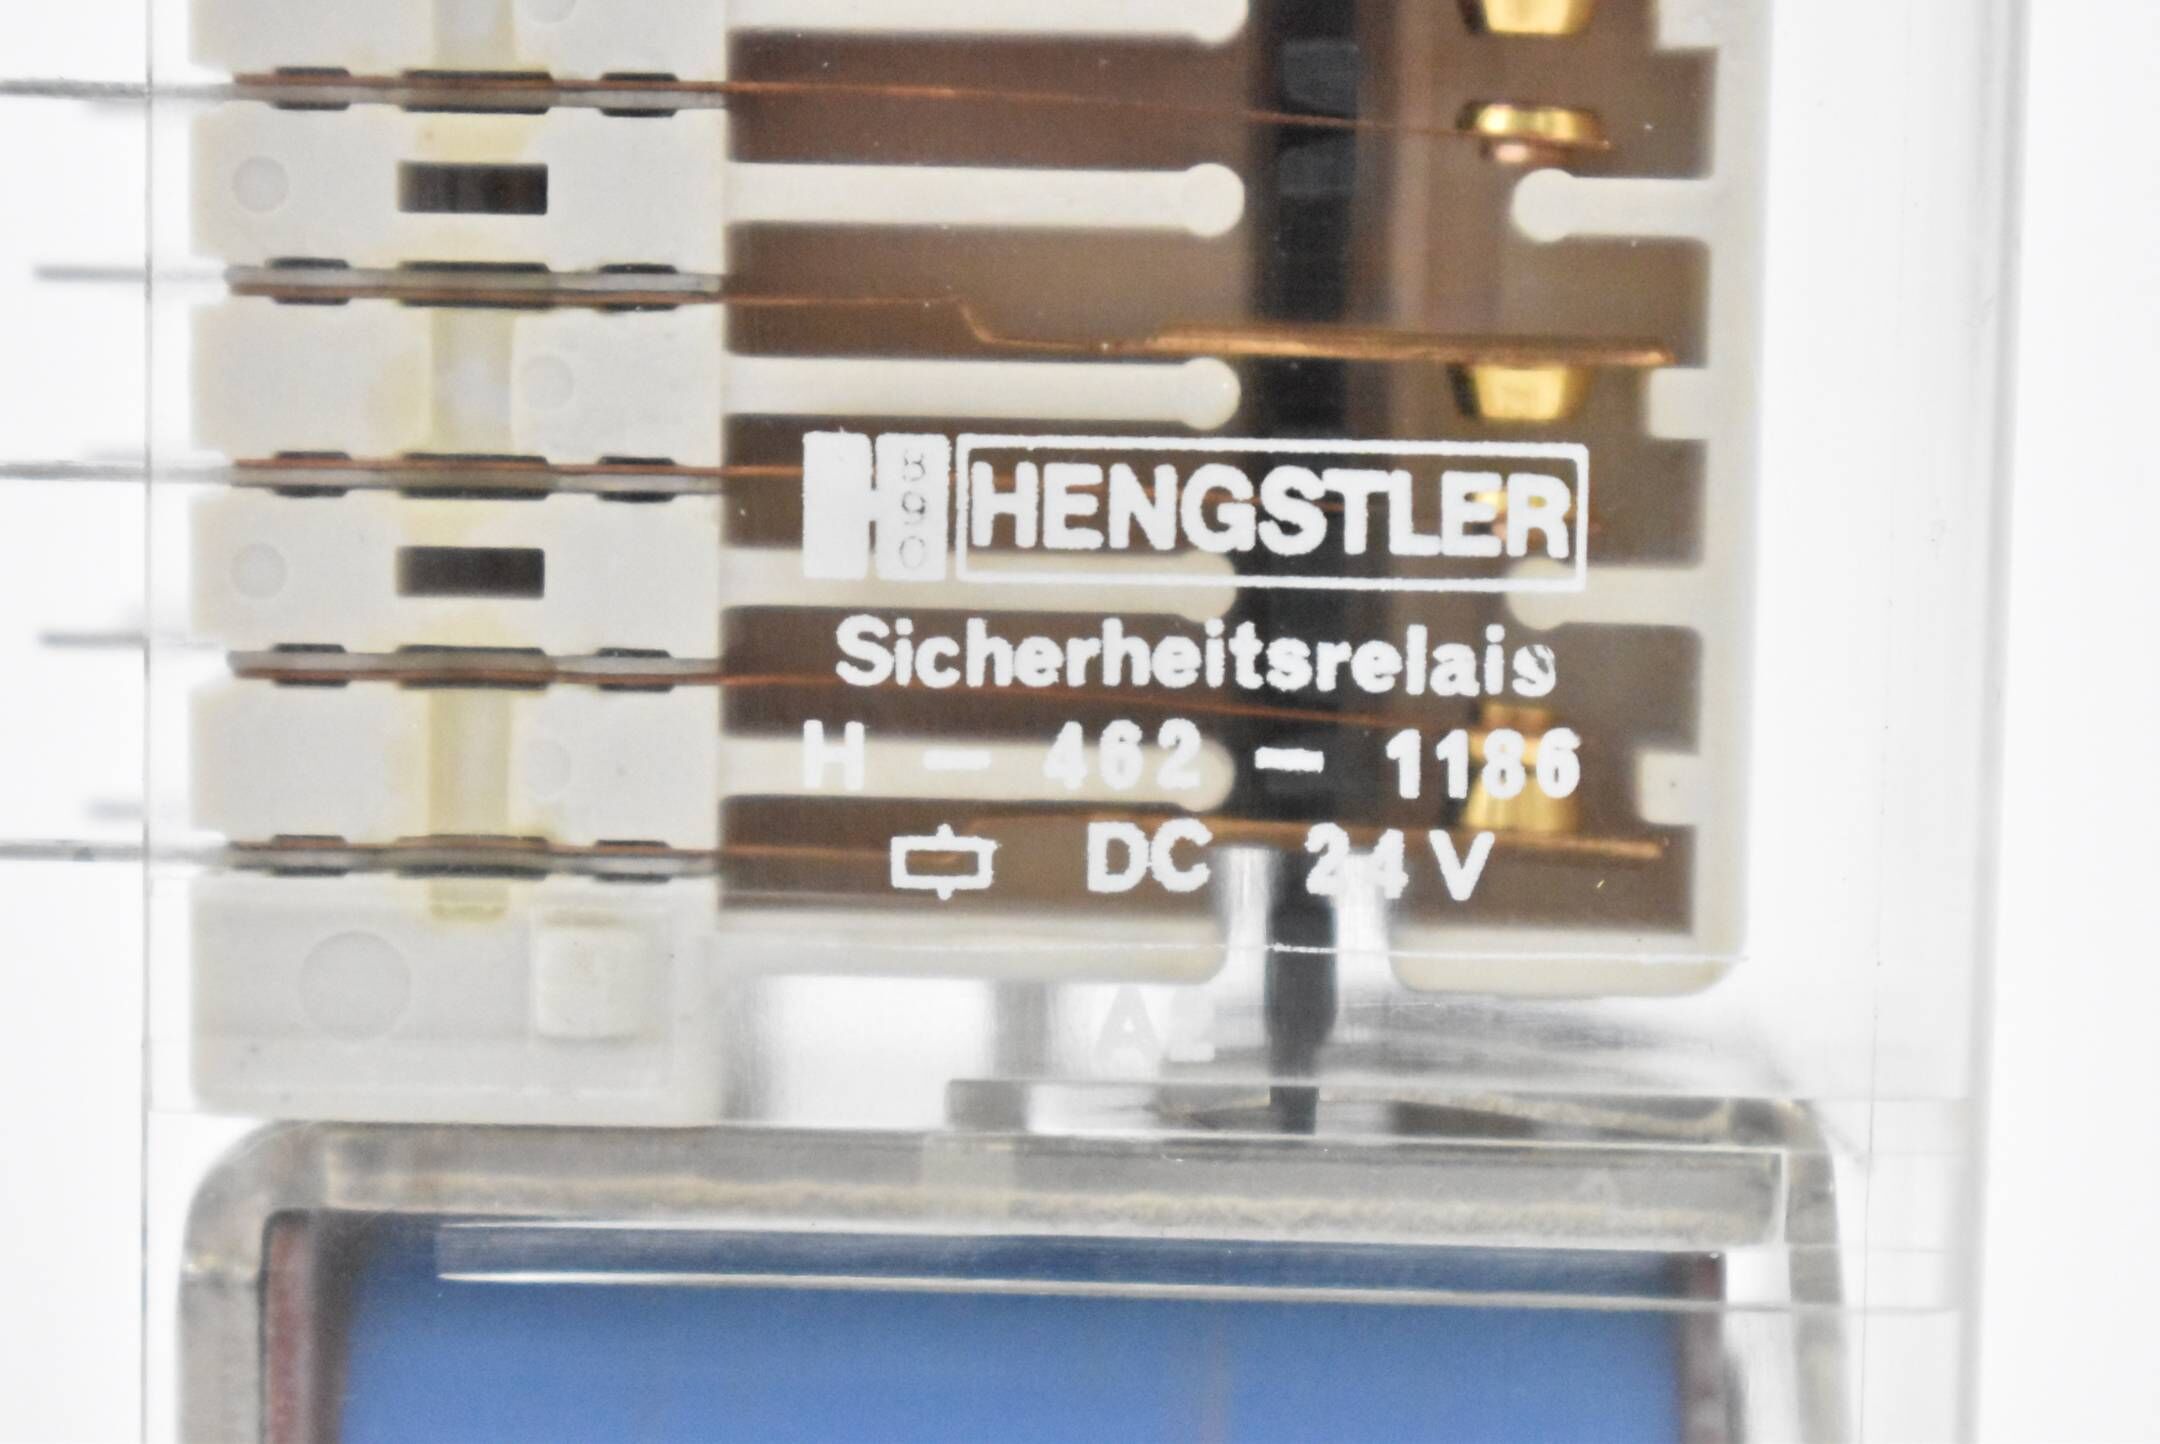 HENGSTLER
Sicherheitsrelais
H - 462 - 1186
DC 24V